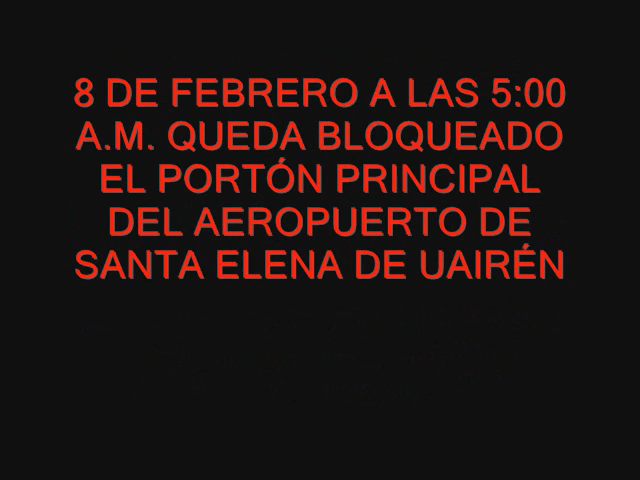 8 DE FEBRERO A LAS 5:00
A.M. QUEDA BLOQUEADO
EL PORTÓN PRINCIPAL
DEL AEROPUERTO DE
SANTA ELENA DE UAIRÉN